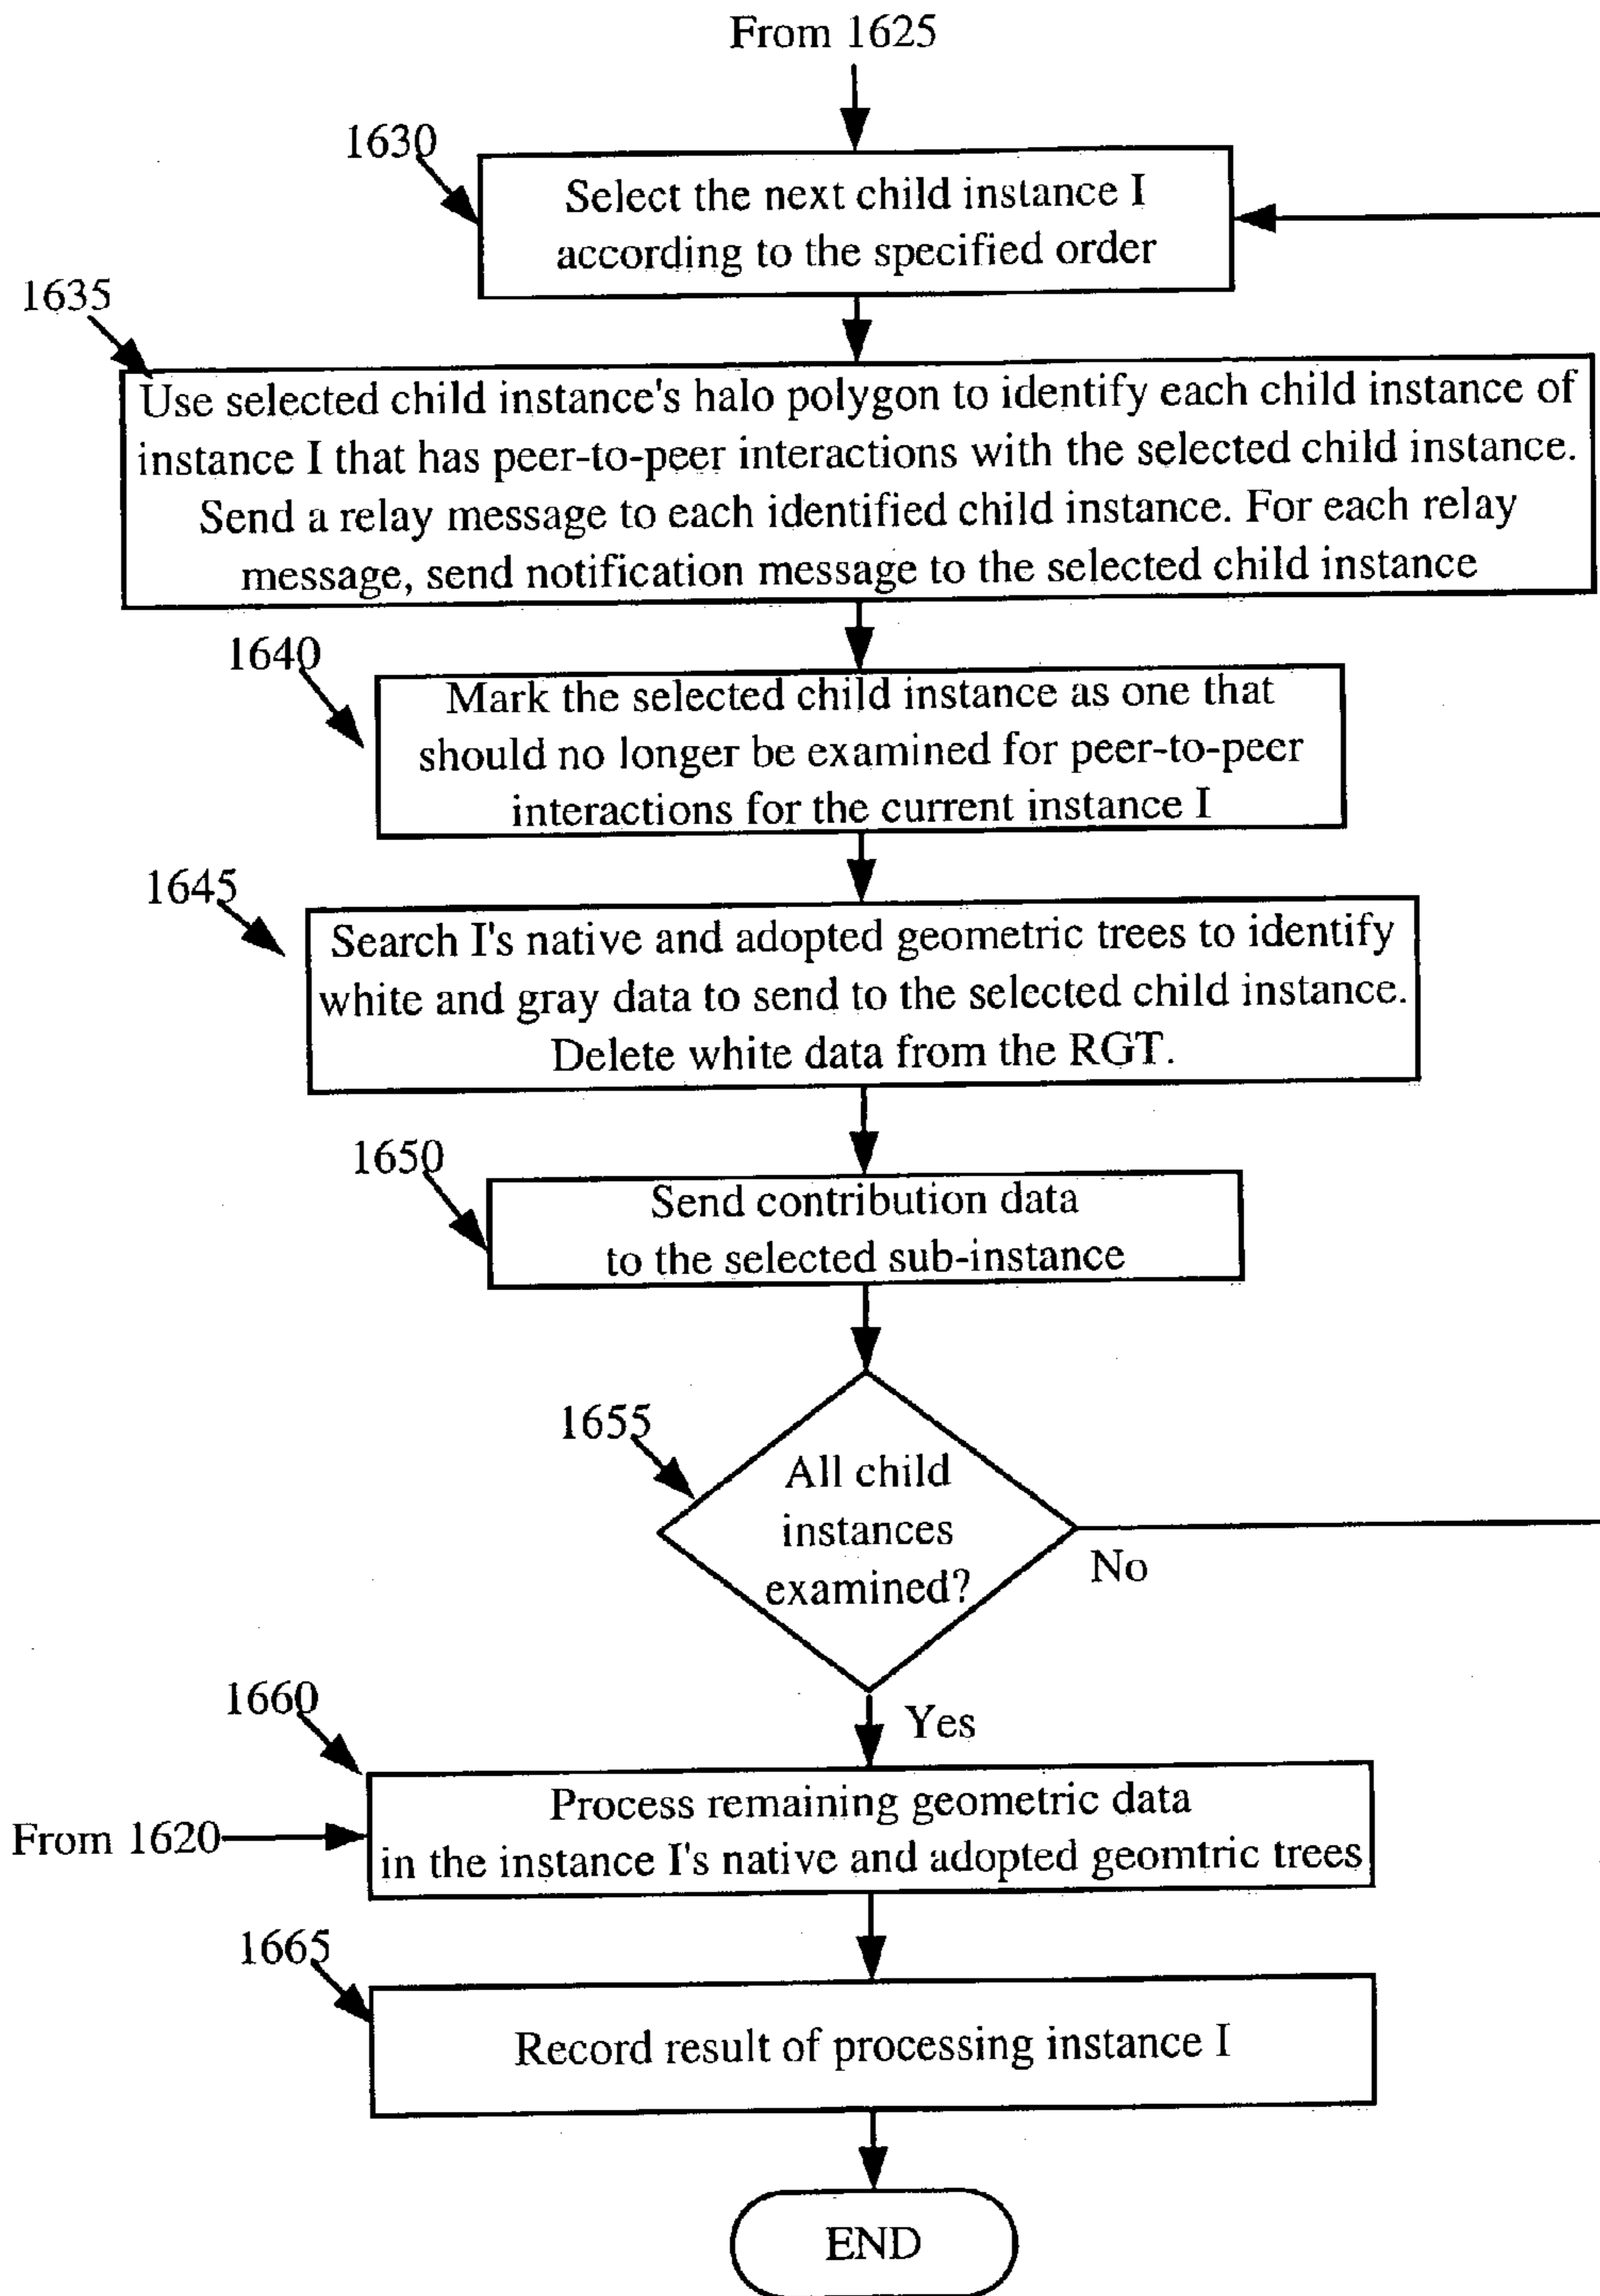 From 1625
1630
Select the next child instance I
according to the specified order
1635
Use selected child instance's halo polygon to identify each child instance of
instance I that has peer-to-peer interactions with the selected child instance.
Send a relay message to each identified child instance. For each relay
message, send notification message to the selected child instance
1640
Mark the selected child instance as one that
should no longer be examined for peer-to-peer
interactions for the current instance I
1645
Search I's native and adopted geometric trees to identify
white and gray data to send to the selected child instance.
Delete white data from the RGT.
1650
Send contribution data
to the selected sub-instance
1655
All child
instances
examined?
No
Yes
1660
Process remaining geometric data
in the instance I's native and adopted geomtric trees
From 1620
1665
Record result of processing instance I
END